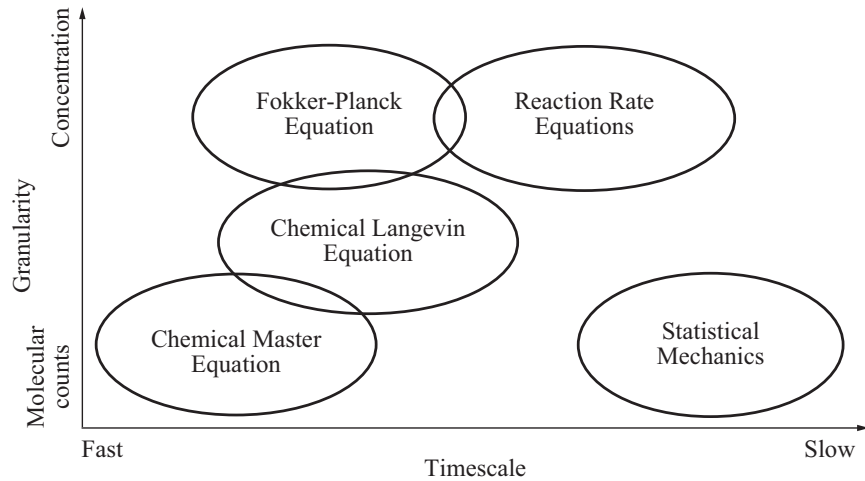 Concentration
Granularity
Molecular
counts
Fokker-Planck
Equation
Reaction Rate
Equations
Chemical Langevin
Equation
Chemical Master
Equation
Statistical
Mechanics
Fast
Slow
Timescale